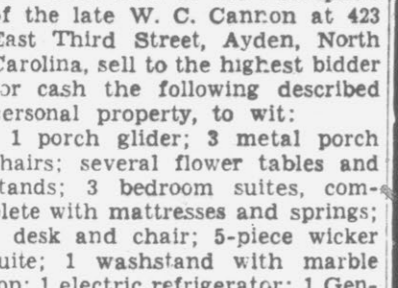 of the late W. C. Cannon at 423
East Third Street, Ayden, North
Carolina, sell to the highest bidder
or cash the following described
ersonal property, to wit:
1 porch glider; 3 metal porch
hairs; several flower tables and
tands; 3 bedroom suites, com-
lete with mattresses and springs;
desk and chair; 5-piece wicker
uite; 1 washstand with marble
op; 1 electric refrigerator; 1 Gen-